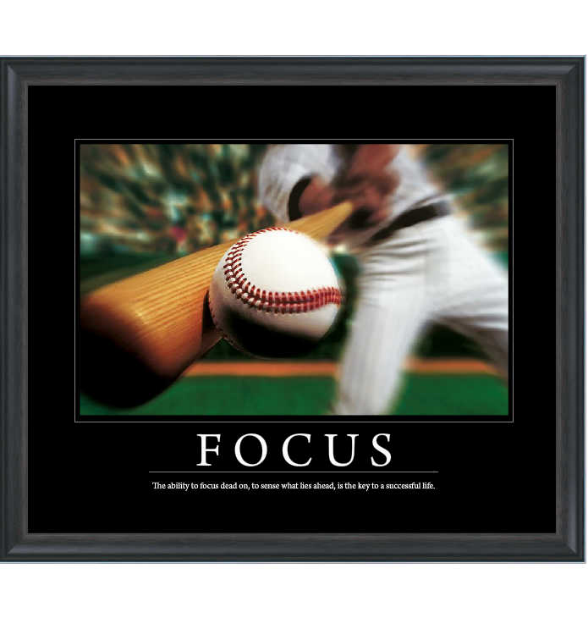 FOCUS
The ability to focus dead on, to sense what lies ahead, is the key to a successful life.